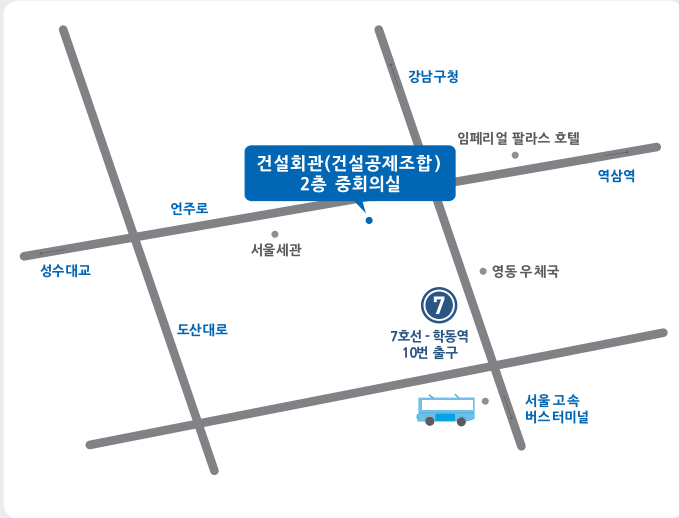 강남구청
임페리얼 팔라스 호텔
건설회관(건설공제조합)
2층 중회의실
역삼역
언주로
서울세관
성수대교
영동 우체국
7
도산대로
7호선 - 학동역
10번 출구
서울 고속
버스터미널